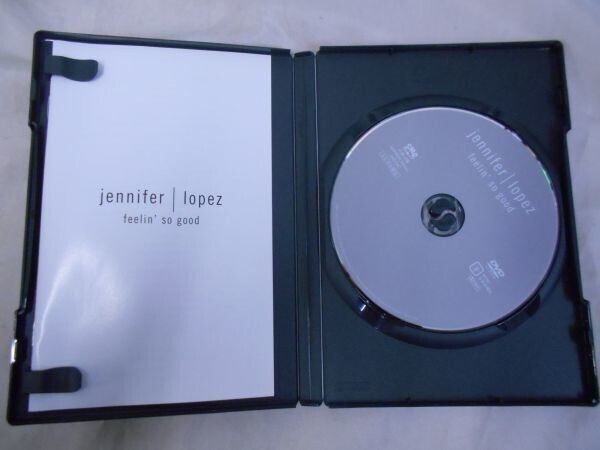 jennifer | lopez
feelin' so good
jennifer | lopez
feelin' so good
DVD